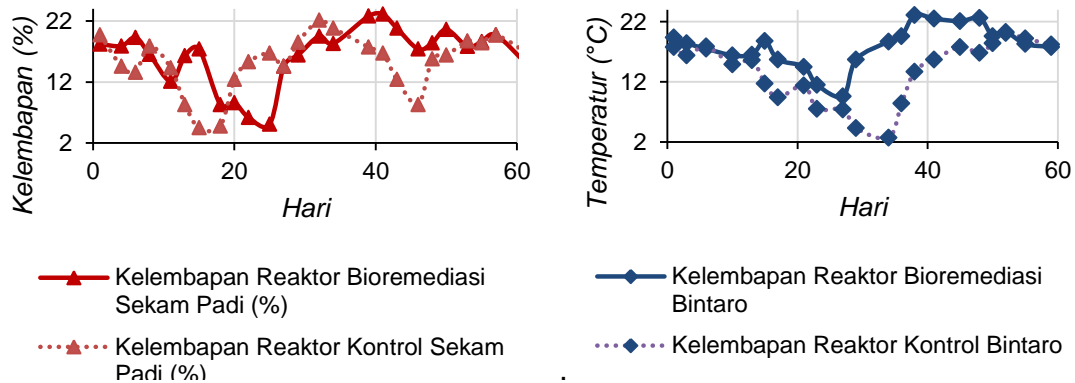 Kelembapan (%)
22
12
2
0
20
40
60
Hari
Kelembapan Reaktor Bioremediasi
Sekam Padi (%)
Kelembapan Reaktor Kontrol Sekam
Padi (%)
Temperatur (°C)
22
12
2
0
20
40
60
Hari
Kelembapan Reaktor Bioremediasi
Bintaro
Kelembapan Reaktor Kontrol Bintaro